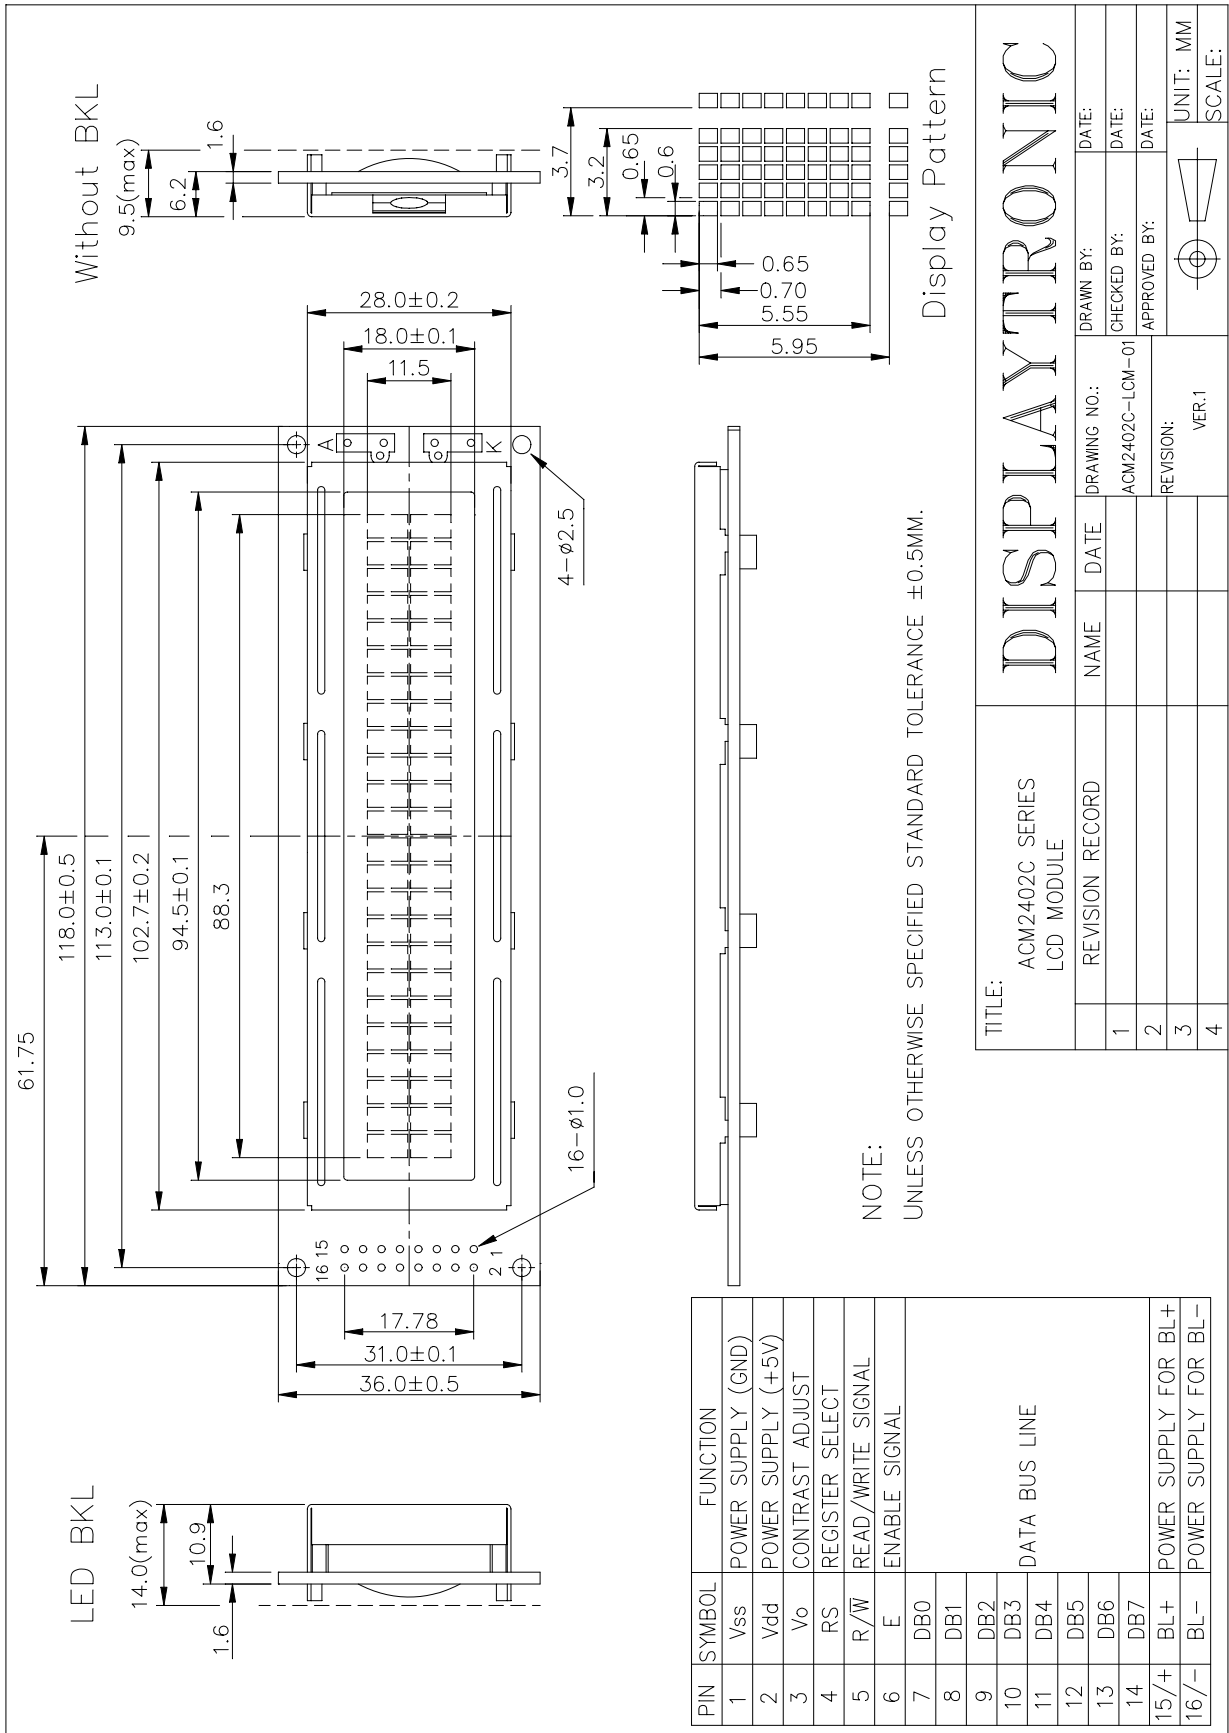 LED BKL
14.0(max)
10.9
1.6
61.75
118.0±0.5
113.0±0.1
102.7±0.2
94.5±0.1
88.3
16 15
2 1
A
K
17.78
31.0±0.1
36.0±0.5
28.0±0.2
18.0±0.1
11.5
16-ø1.0
4-ø2.5
Without BKL
9.5(max)
6.2
1.6
3.7
3.2
0.65
0.6
0.65
0.70
5.55
5.95
Display Pattern
NOTE:
UNLESS OTHERWISE SPECIFIED STANDARD TOLERANCE ±0.5MM.
PIN SYMBOL FUNCTION
1 Vss POWER SUPPLY (GND)
2 Vdd POWER SUPPLY (+5V)
3 Vo CONTRAST ADJUST
4 RS REGISTER SELECT
5 R/W̅ READ/WRITE SIGNAL
6 E ENABLE SIGNAL
7 DB0
8 DB1
9 DB2
10 DB3
DATA BUS LINE
11 DB4
12 DB5
13 DB6
14 DB7
15/+ BL+ POWER SUPPLY FOR BL+
16/- BL- POWER SUPPLY FOR BL-
TITLE:
ACM2402C SERIES
LCD MODULE
DISPLAYTRONIC
REVISION RECORD NAME DATE
1
2
3
4
DRAWING NO.:
ACM2402C-LCM-01
REVISION:
VER.1
DRAWN BY: DATE:
CHECKED BY: DATE:
APPROVED BY: DATE:
UNIT: MM
SCALE: